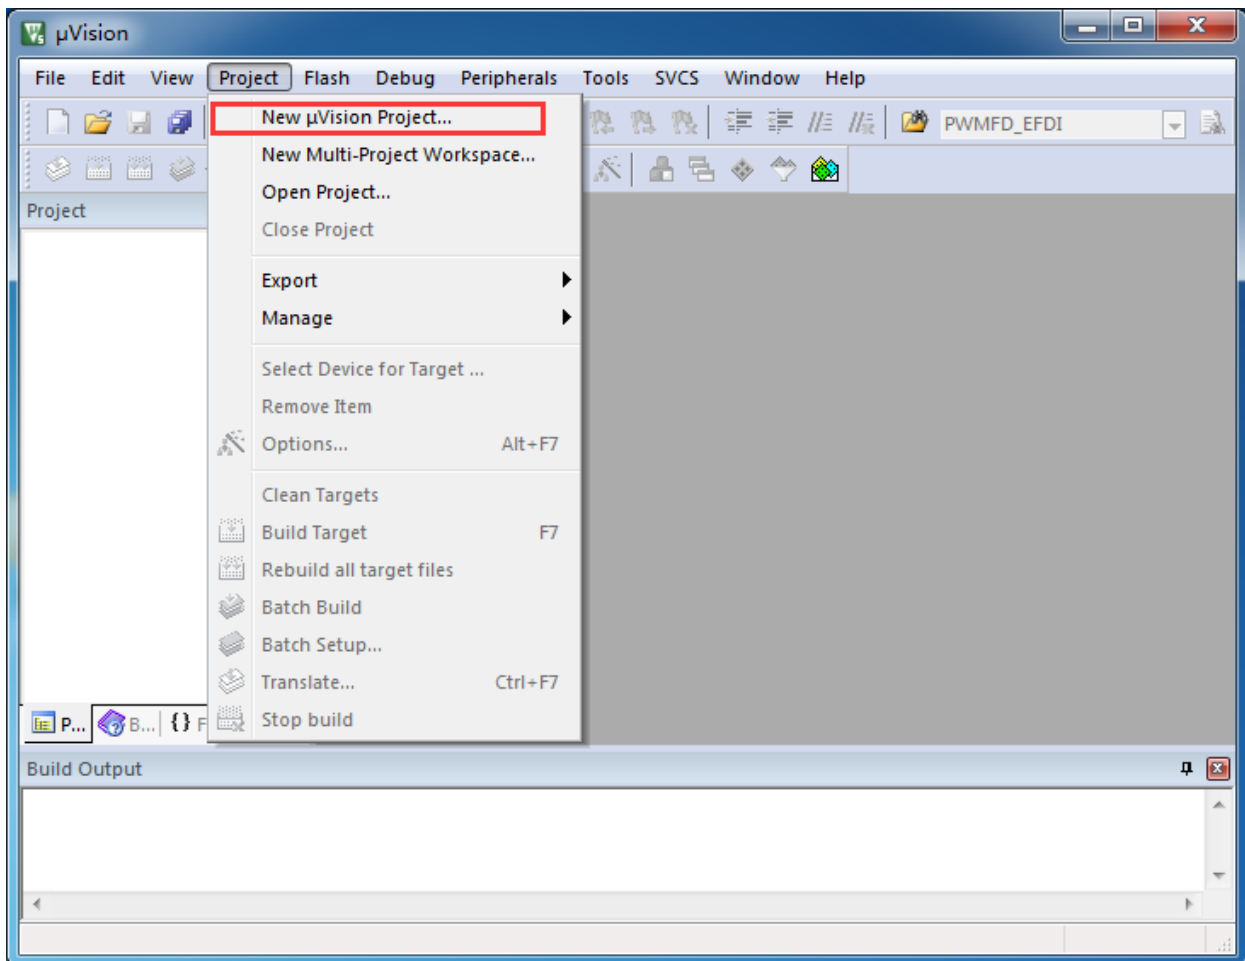 µVision
File Edit View Project Flash Debug Peripherals Tools SVCS Window Help
New µVision Project...
PWMFD_EFDI
New Multi-Project Workspace...
Open Project...
Project
Close Project
Export
Manage
Select Device for Target ...
Remove Item
Options... Alt+F7
Clean Targets
Build Target F7
Rebuild all target files
Batch Build
Batch Setup...
Translate... Ctrl+F7
Stop build
P... B... {} F
Build Output